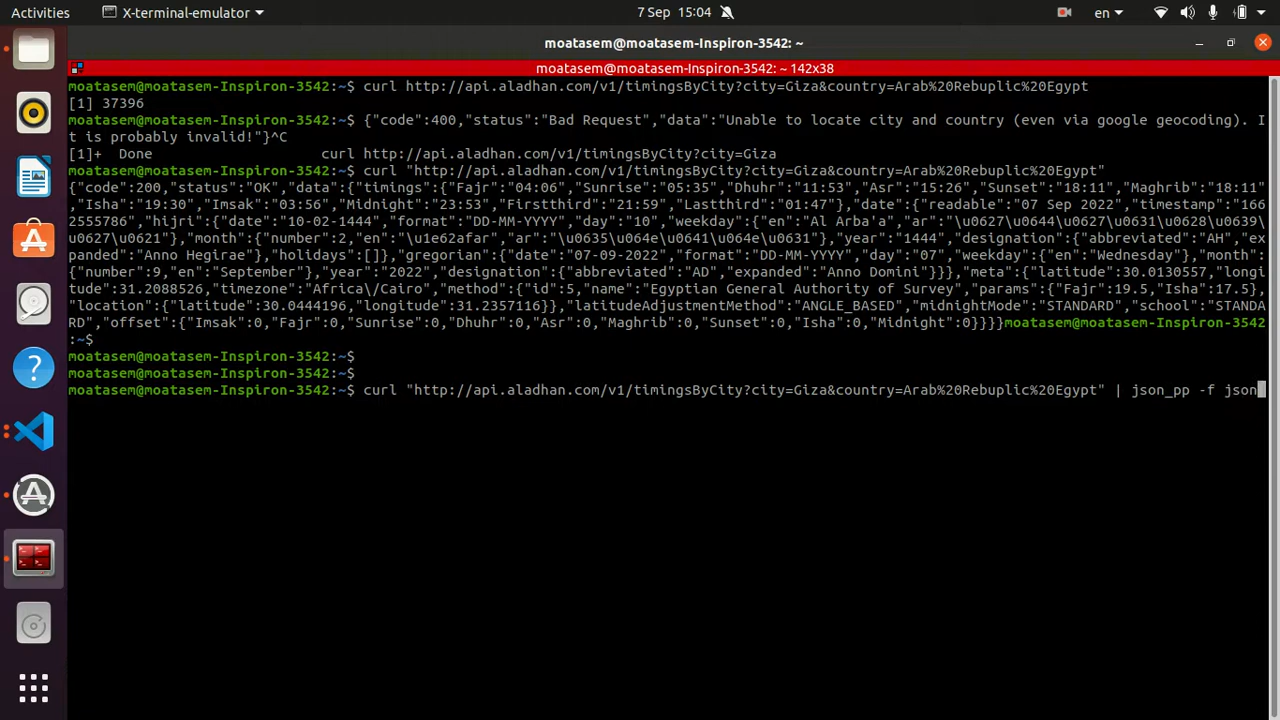 Activities X-terminal-emulator 7 Sep 15:04 en
moatasem@moatasem-Inspiron-3542: ~
moatasem@moatasem-Inspiron-3542: ~ 142x38
moatasem@moatasem-Inspiron-3542:~$ curl http://api.aladhan.com/v1/timingsByCity?city=Giza&country=Arab%20Rebuplic%20Egypt
[1] 37396
moatasem@moatasem-Inspiron-3542:~$ {"code":400,"status":"Bad Request","data":"Unable to locate city and country (even via google geocoding). I
t is probably invalid!"}^C
[1]+  Done                    curl http://api.aladhan.com/v1/timingsByCity?city=Giza
moatasem@moatasem-Inspiron-3542:~$ curl "http://api.aladhan.com/v1/timingsByCity?city=Giza&country=Arab%20Rebuplic%20Egypt"
{"code":200,"status":"OK","data":{"timings":{"Fajr":"04:06","Sunrise":"05:35","Dhuhr":"11:53","Asr":"15:26","Sunset":"18:11","Maghrib":"18:11"
,"Isha":"19:30","Imsak":"03:56","Midnight":"23:53","Firstthird":"21:59","Lastthird":"01:47"},"date":{"readable":"07 Sep 2022","timestamp":"166
2555786","hijri":{"date":"10-02-1444","format":"DD-MM-YYYY","day":"10","weekday":{"en":"Al Arba'a","ar":"\u0627\u0644\u0627\u0631\u0628\u0639\
u0627\u0621"},"month":{"number":2,"en":"\u1e62afar","ar":"\u0635\u064e\u0641\u064e\u0631"},"year":"1444","designation":{"abbreviated":"AH","ex
panded":"Anno Hegirae"},"holidays":[]},"gregorian":{"date":"07-09-2022","format":"DD-MM-YYYY","day":"07","weekday":{"en":"Wednesday"},"month":
{"number":9,"en":"September"},"year":"2022","designation":{"abbreviated":"AD","expanded":"Anno Domini"}}},"meta":{"latitude":30.0130557,"longi
tude":31.2088526,"timezone":"Africa\/Cairo","method":{"id":5,"name":"Egyptian General Authority of Survey","params":{"Fajr":19.5,"Isha":17.5},
"location":{"latitude":30.0444196,"longitude":31.2357116}},"latitudeAdjustmentMethod":"ANGLE_BASED","midnightMode":"STANDARD","school":"STANDA
RD","offset":{"Imsak":0,"Fajr":0,"Sunrise":0,"Dhuhr":0,"Asr":0,"Maghrib":0,"Sunset":0,"Isha":0,"Midnight":0}}}}moatasem@moatasem-Inspiron-3542
:~$
moatasem@moatasem-Inspiron-3542:~$
moatasem@moatasem-Inspiron-3542:~$
moatasem@moatasem-Inspiron-3542:~$ curl "http://api.aladhan.com/v1/timingsByCity?city=Giza&country=Arab%20Rebuplic%20Egypt" | json_pp -f json